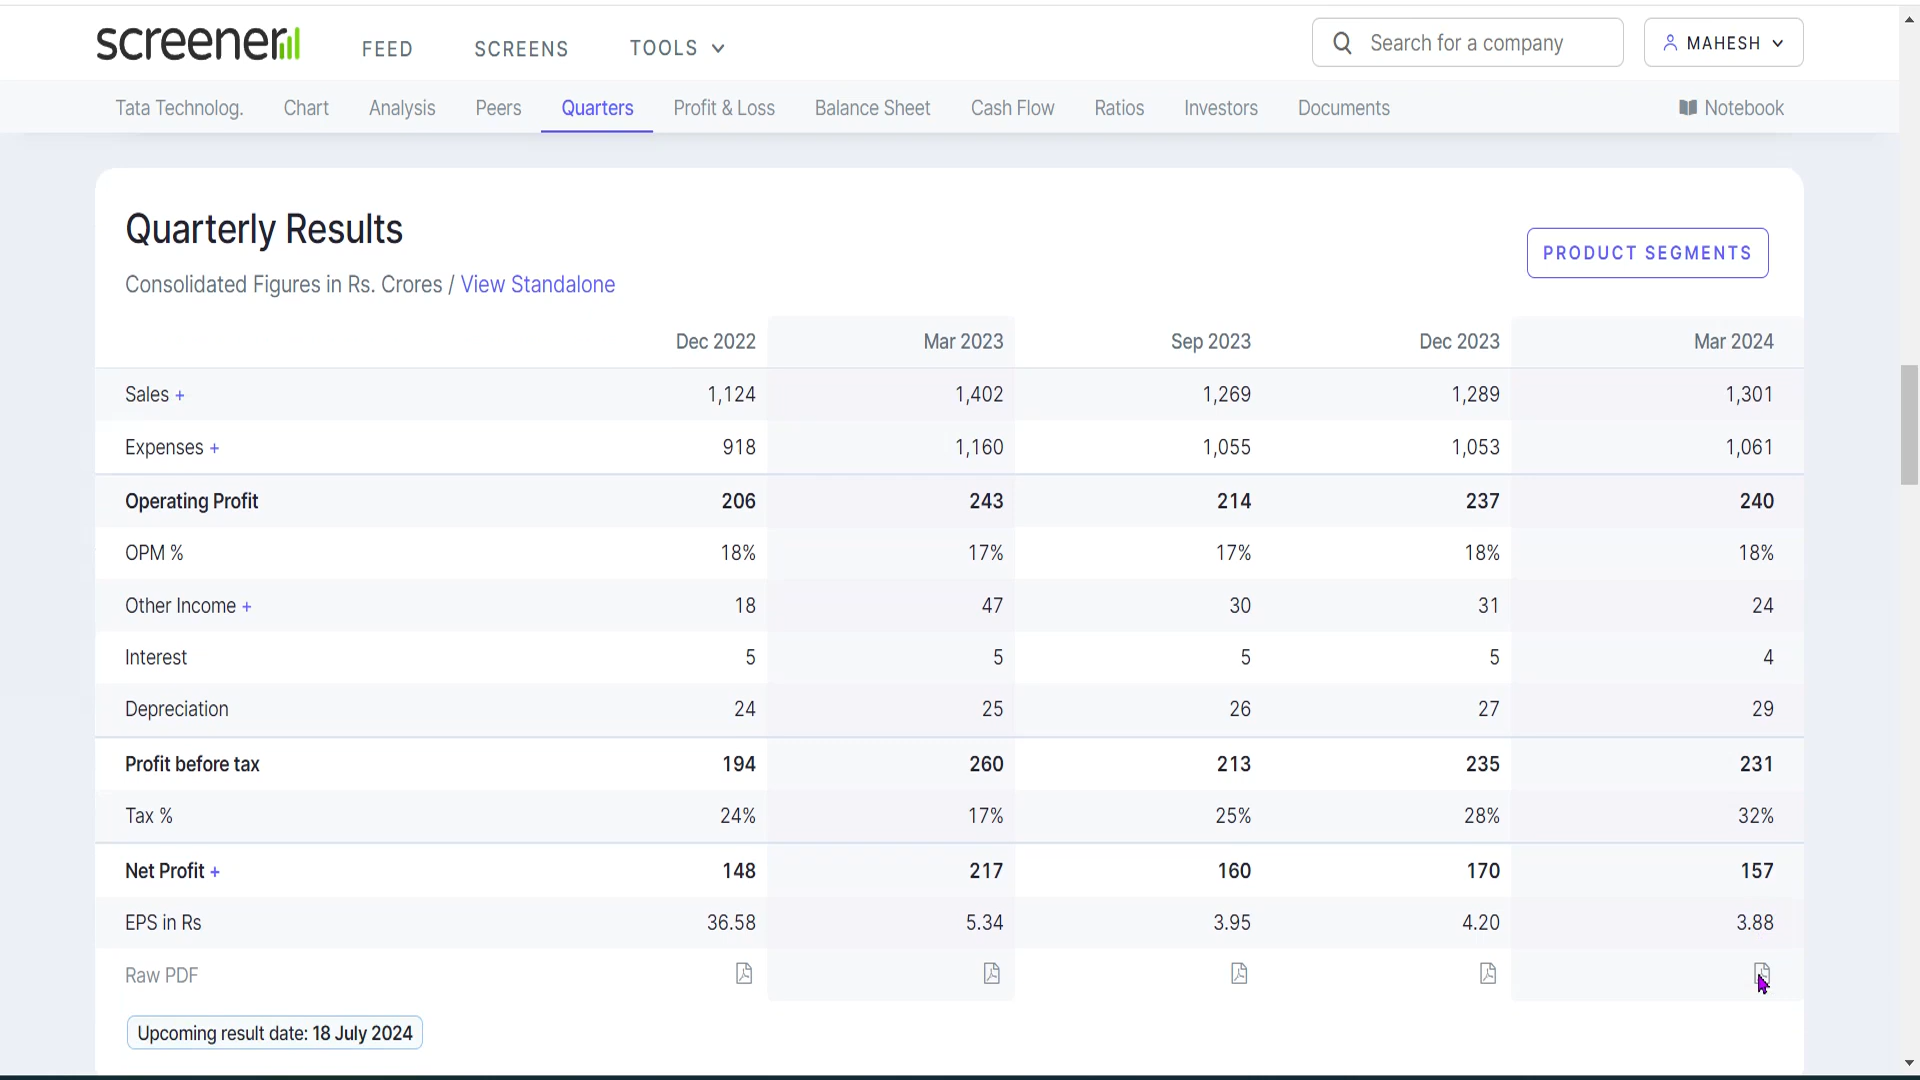 screener FEED SCREENS TOOLS Search for a company MAHESH
Tata Technolog. Chart Analysis Peers Quarters Profit & Loss Balance Sheet Cash Flow Ratios Investors Documents Notebook
Quarterly Results
PRODUCT SEGMENTS
Consolidated Figures in Rs. Crores / View Standalone
Dec 2022 Mar 2023 Sep 2023 Dec 2023 Mar 2024
Sales + 1,124 1,402 1,269 1,289 1,301
Expenses + 918 1,160 1,055 1,053 1,061
Operating Profit 206 243 214 237 240
OPM % 18% 17% 17% 18% 18%
Other Income + 18 47 30 31 24
Interest 5 5 5 5 4
Depreciation 24 25 26 27 29
Profit before tax 194 260 213 235 231
Tax % 24% 17% 25% 28% 32%
Net Profit + 148 217 160 170 157
EPS in Rs 36.58 5.34 3.95 4.20 3.88
Raw PDF
Upcoming result date: 18 July 2024